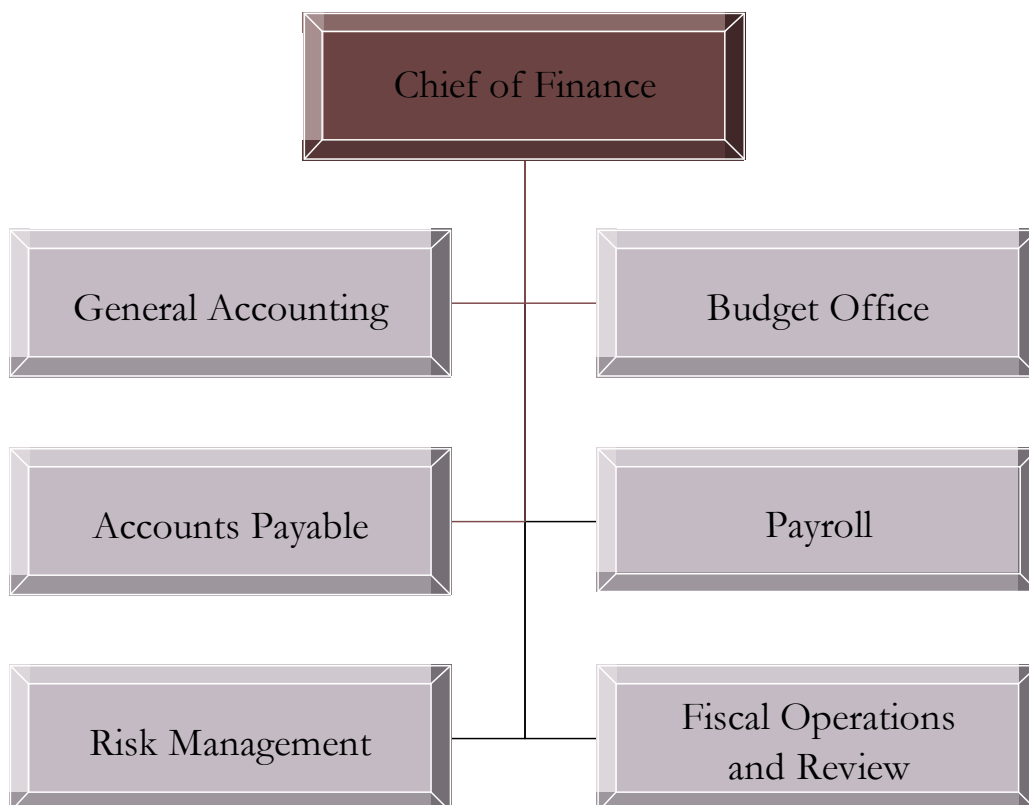 Chief of Finance
General Accounting
Budget Office
Accounts Payable
Payroll
Risk Management
Fiscal Operations
and Review